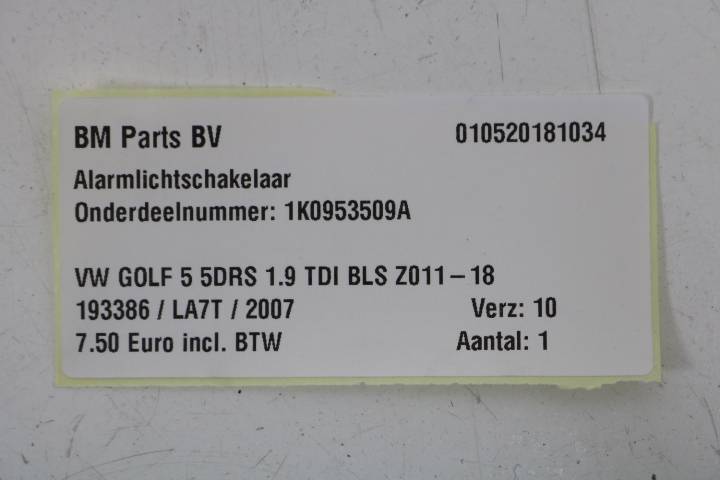 BM Parts BV 010520181034
Alarmlichtschakelaar
Onderdeelnummer: 1K0953509A
VW GOLF 5 5DRS 1.9 TDI BLS Z011-18
193386 / LA7T / 2007 Verz: 10
7.50 Euro incl. BTW Aantal: 1